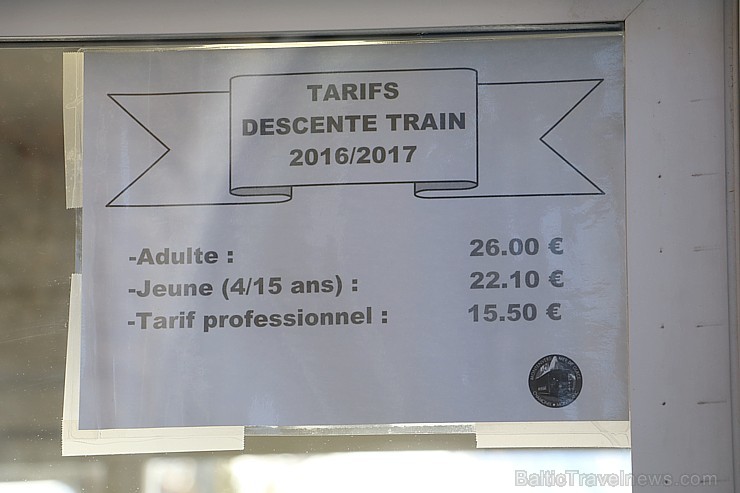 TARIFS
DESCENTE TRAIN
2016/2017
-Adulte : 26.00 €
-Jeune (4/15 ans) : 22.10 €
-Tarif professionnel : 15.50 €
BalticTravelnews.com